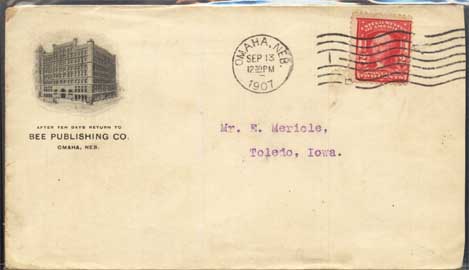 OMAHA, NEB.
SEP 13
12 30 PM
1907
AFTER TEN DAYS RETURN TO
BEE PUBLISHING CO.
OMAHA, NEB.
Mr. E. Mericle,
Toledo, Iowa.